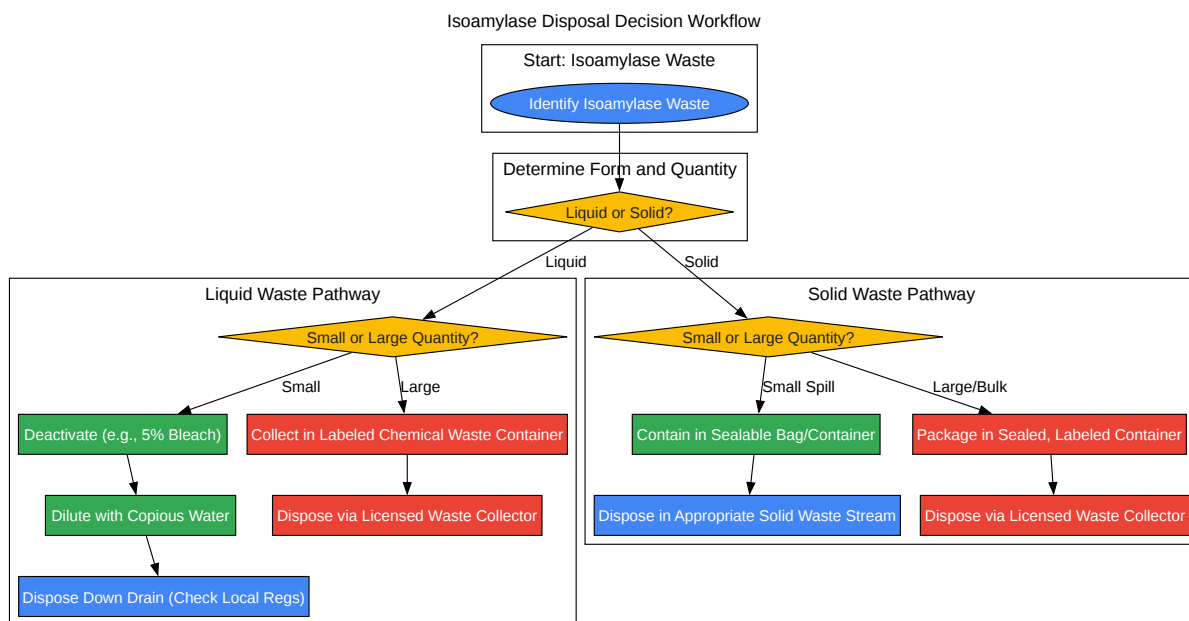 Isoamylase Disposal Decision Workflow
Start: Isoamylase Waste
Identify Isoamylase Waste
Determine Form and Quantity
Liquid or Solid?
Liquid
Solid
Liquid Waste Pathway
Small or Large Quantity?
Small
Large
Deactivate (e.g., 5% Bleach)
Collect in Labeled Chemical Waste Container
Dilute with Copious Water
Dispose via Licensed Waste Collector
Dispose Down Drain (Check Local Regs)
Solid Waste Pathway
Small or Large Quantity?
Small Spill
Large/Bulk
Contain in Sealable Bag/Container
Package in Sealed, Labeled Container
Dispose in Appropriate Solid Waste Stream
Dispose via Licensed Waste Collector